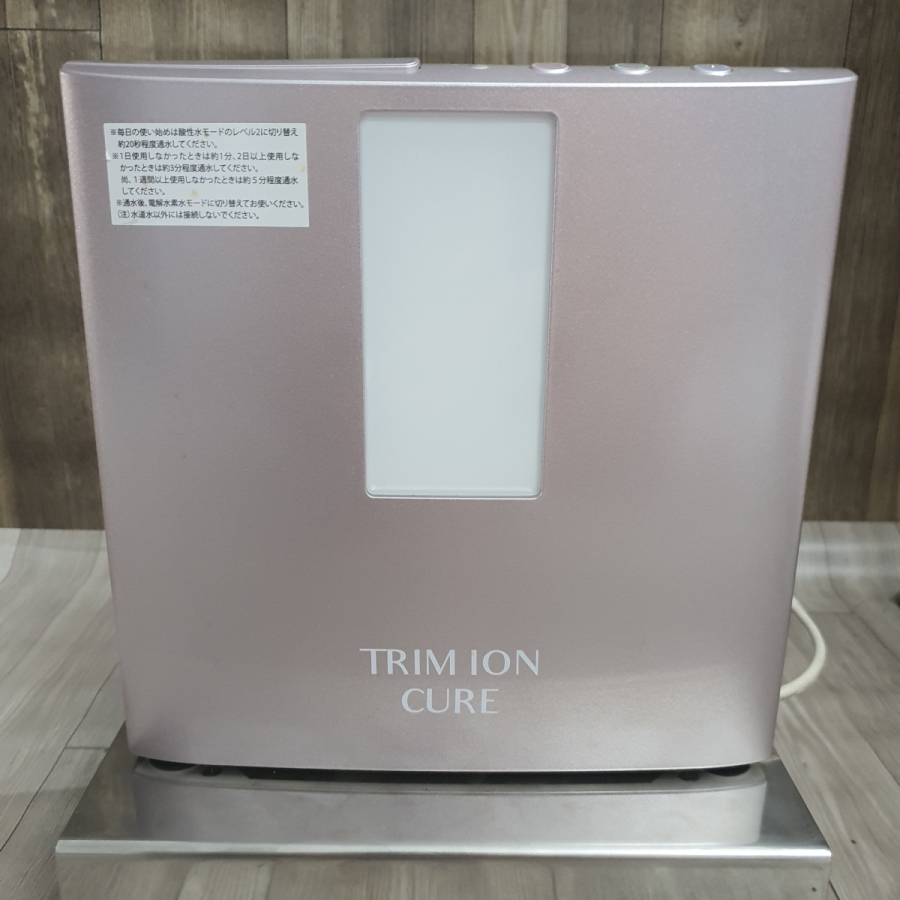 ※毎日の使い始めは酸性水モードのレベル2に切り替え
約20秒程度通水してください。
※1日使用しなかったときは約1分、2日以上使用しな
かったときは約3分程度通水してください。
尚、1週間以上使用しなかったときは約5分程度通水
してください。
※通水後、電解水素水モードに切り替えてお使いください。
(注)水道水以外には接続しないでください。
TRIM ION
CURE